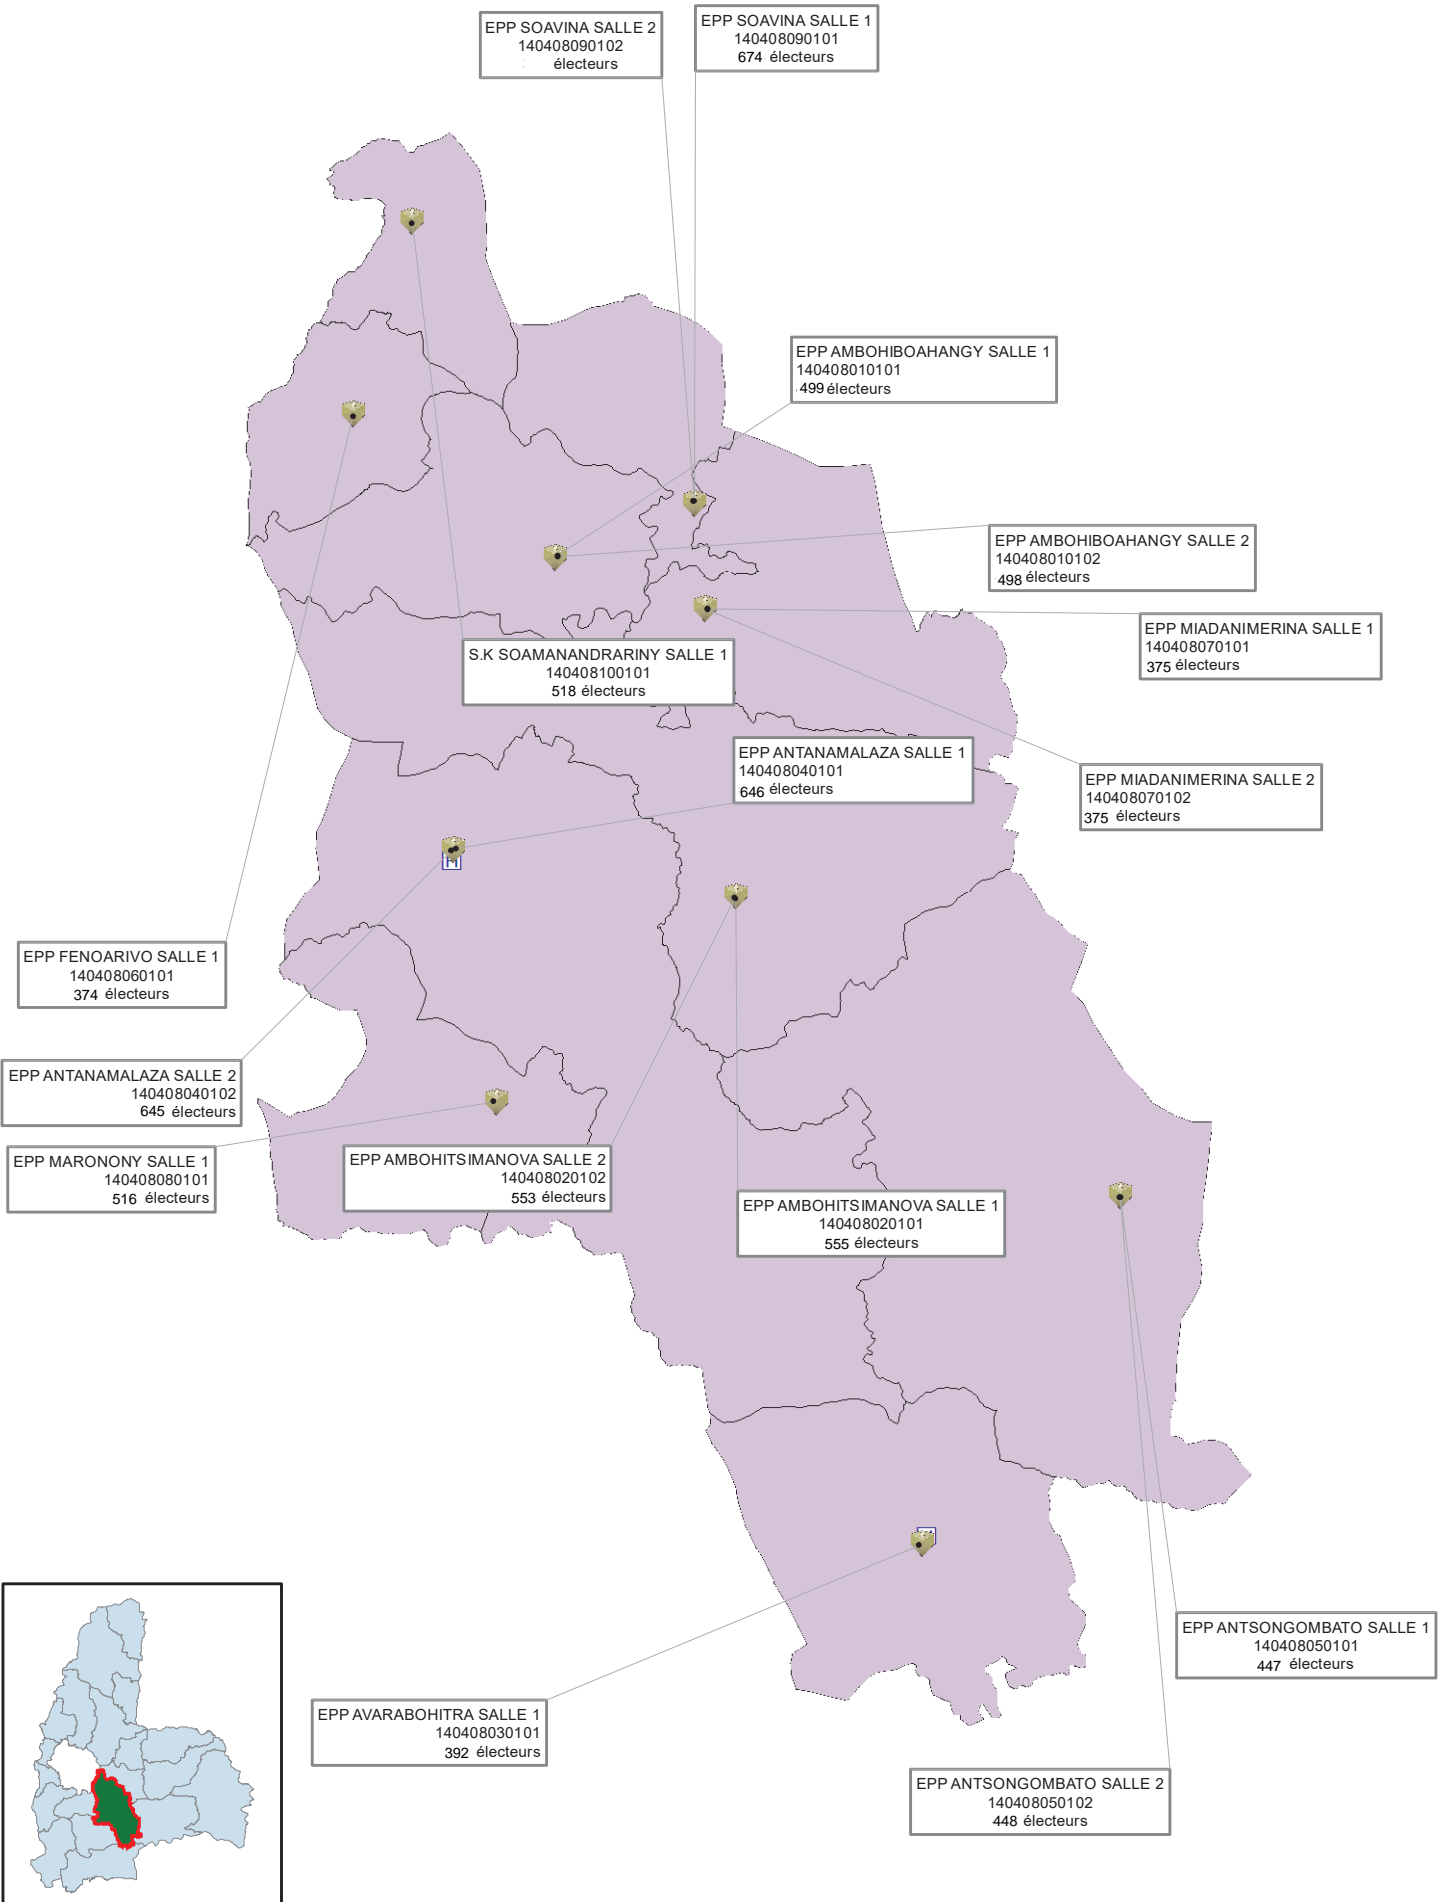 EPP SOAVINA SALLE 2
140408090102
électeurs
EPP SOAVINA SALLE 1
140408090101
674 électeurs
EPP AMBOHIBOAHANGY SALLE 1
140408010101
499 électeurs
EPP AMBOHIBOAHANGY SALLE 2
140408010102
498 électeurs
EPP MIADANIMERINA SALLE 1
140408070101
375 électeurs
S.K SOAMANANDRARINY SALLE 1
140408100101
518 électeurs
EPP ANTANAMALAZA SALLE 1
140408040101
646 électeurs
EPP MIADANIMERINA SALLE 2
140408070102
375 électeurs
H
EPP FENOARIVO SALLE 1
140408060101
374 électeurs
EPP ANTANAMALAZA SALLE 2
140408040102
645 électeurs
EPP MARONONY SALLE 1
140408080101
516 électeurs
EPP AMBOHITSIMANOVA SALLE 2
140408020102
553 électeurs
EPP AMBOHITSIMANOVA SALLE 1
140408020101
555 électeurs
EPP ANTSONGOMBATO SALLE 1
140408050101
447 électeurs
EPP AVARABOHITRA SALLE 1
140408030101
392 électeurs
EPP ANTSONGOMBATO SALLE 2
140408050102
448 électeurs